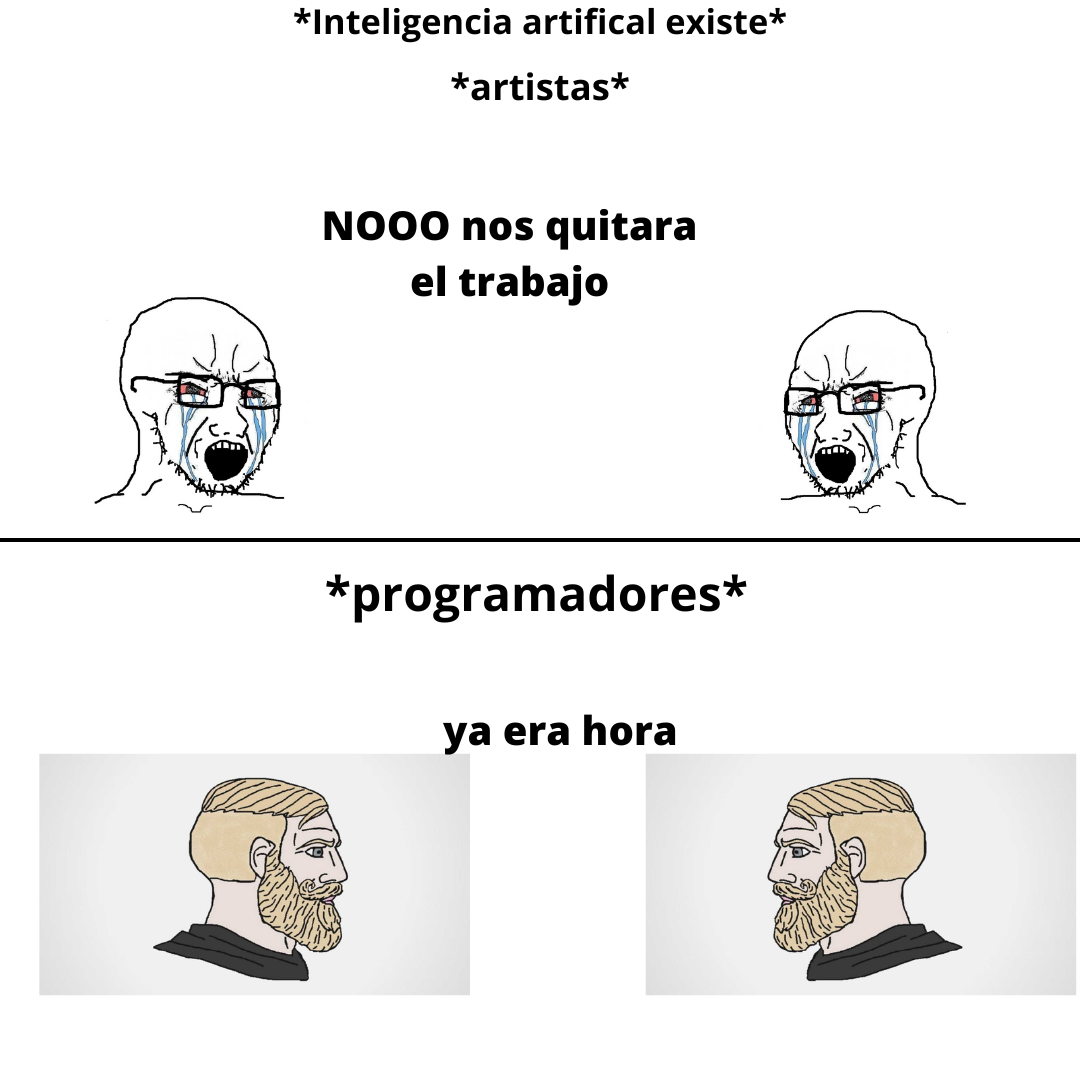 *Inteligencia artifical existe*
*artistas*
NOOO nos quitara
el trabajo
*programadores*
ya era hora